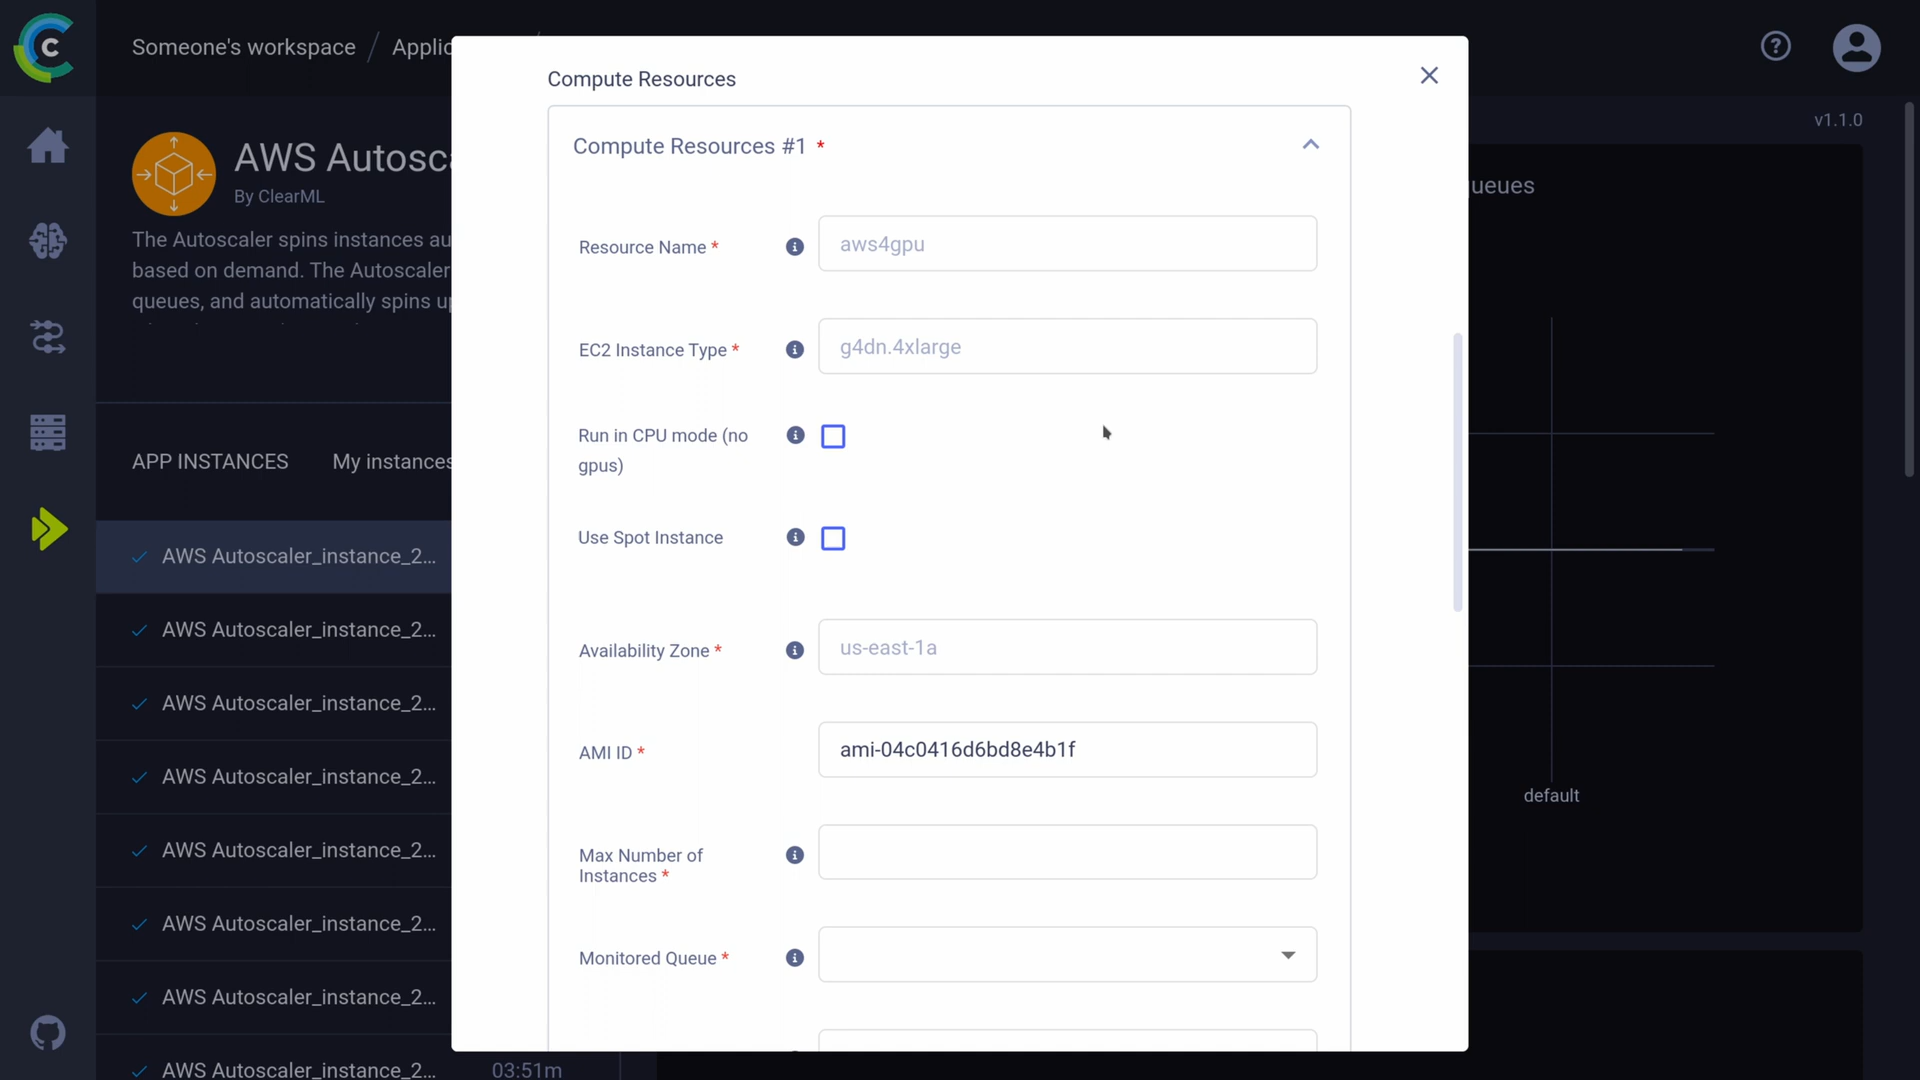 Someone's workspace / Applic
v1.1.0
AWS Autosca
By ClearML
The Autoscaler spins instances au
based on demand. The Autoscaler
queues, and automatically spins up
APP INSTANCES
My instances
AWS Autoscaler_instance_2...
AWS Autoscaler_instance_2...
AWS Autoscaler_instance_2...
AWS Autoscaler_instance_2...
AWS Autoscaler_instance_2...
AWS Autoscaler_instance_2...
AWS Autoscaler_instance_2...
AWS Autoscaler_instance_2...
03:51m
Compute Resources
Compute Resources #1 *
Resource Name *
aws4gpu
EC2 Instance Type *
g4dn.4xlarge
Run in CPU mode (no
gpus)
Use Spot Instance
Availability Zone *
us-east-1a
AMI ID *
ami-04c0416d6bd8e4b1f
Max Number of
Instances *
Monitored Queue *
ueues
default